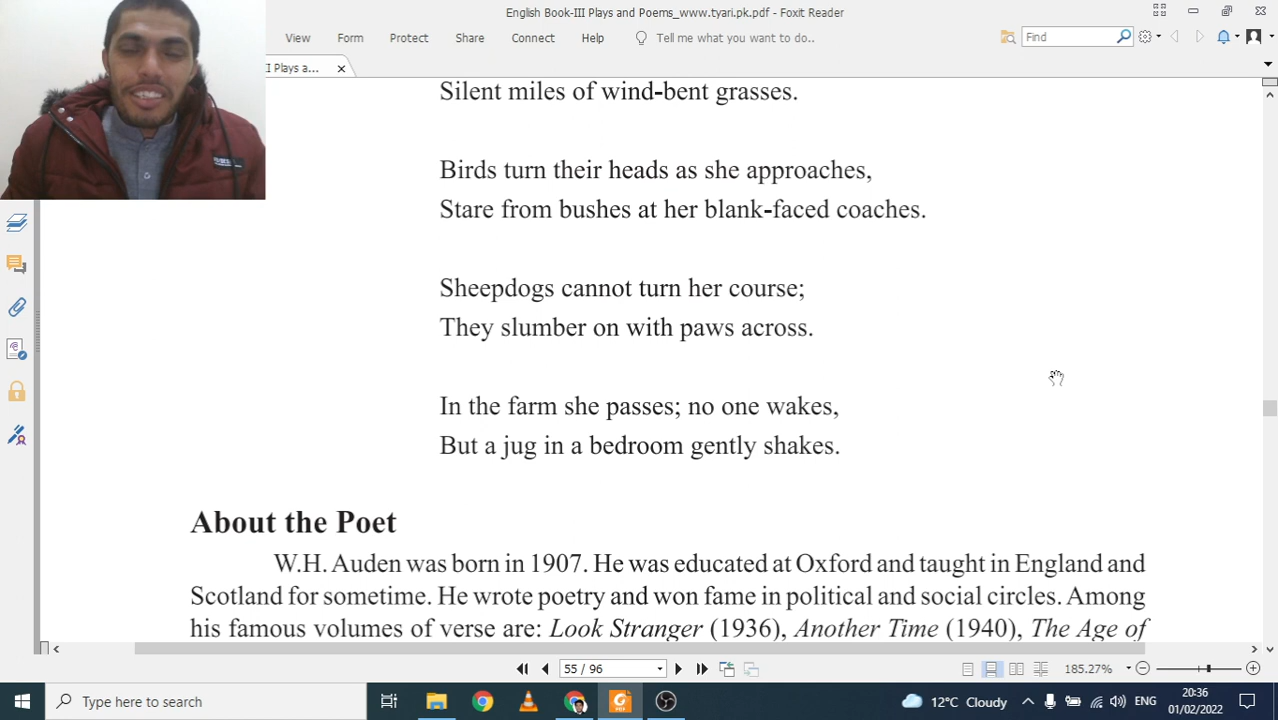 English Book-III Plays and Poems_www.tyari.pk.pdf - Foxit Reader
View Form Protect Share Connect Help Tell me what you want to do.. Find
I Plays a...
Silent miles of wind-bent grasses.
Birds turn their heads as she approaches,
Stare from bushes at her blank-faced coaches.
Sheepdogs cannot turn her course;
They slumber on with paws across.
In the farm she passes; no one wakes,
But a jug in a bedroom gently shakes.
About the Poet
W.H. Auden was born in 1907. He was educated at Oxford and taught in England and
Scotland for sometime. He wrote poetry and won fame in political and social circles. Among
his famous volumes of verse are: Look Stranger (1936), Another Time (1940), The Age of
55 / 96 185.27%
Type here to search 12°C Cloudy ENG 20:36
01/02/2022